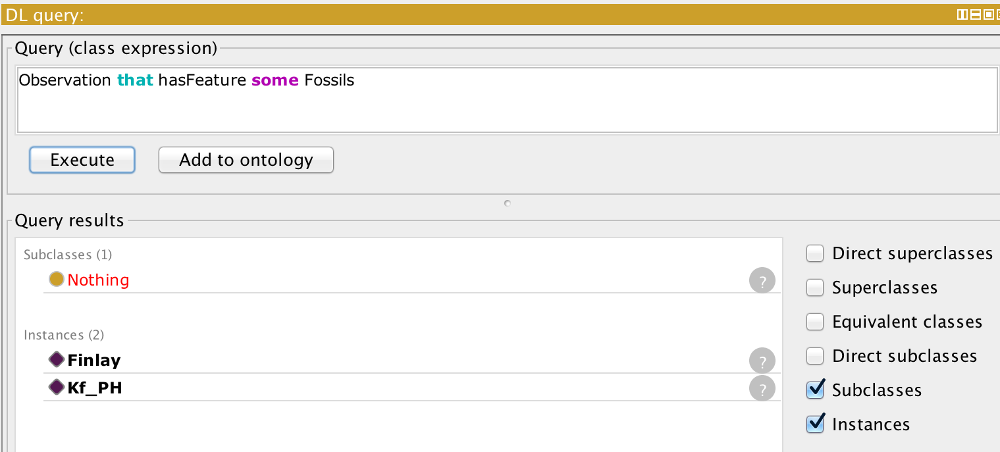 DL query:
Query (class expression)
Observation that hasFeature some Fossils
Execute
Add to ontology
Query results
Subclasses (1)
Nothing
?
Instances (2)
Finlay
?
Kf_PH
?
Direct superclasses
Superclasses
Equivalent classes
Direct subclasses
Subclasses
Instances